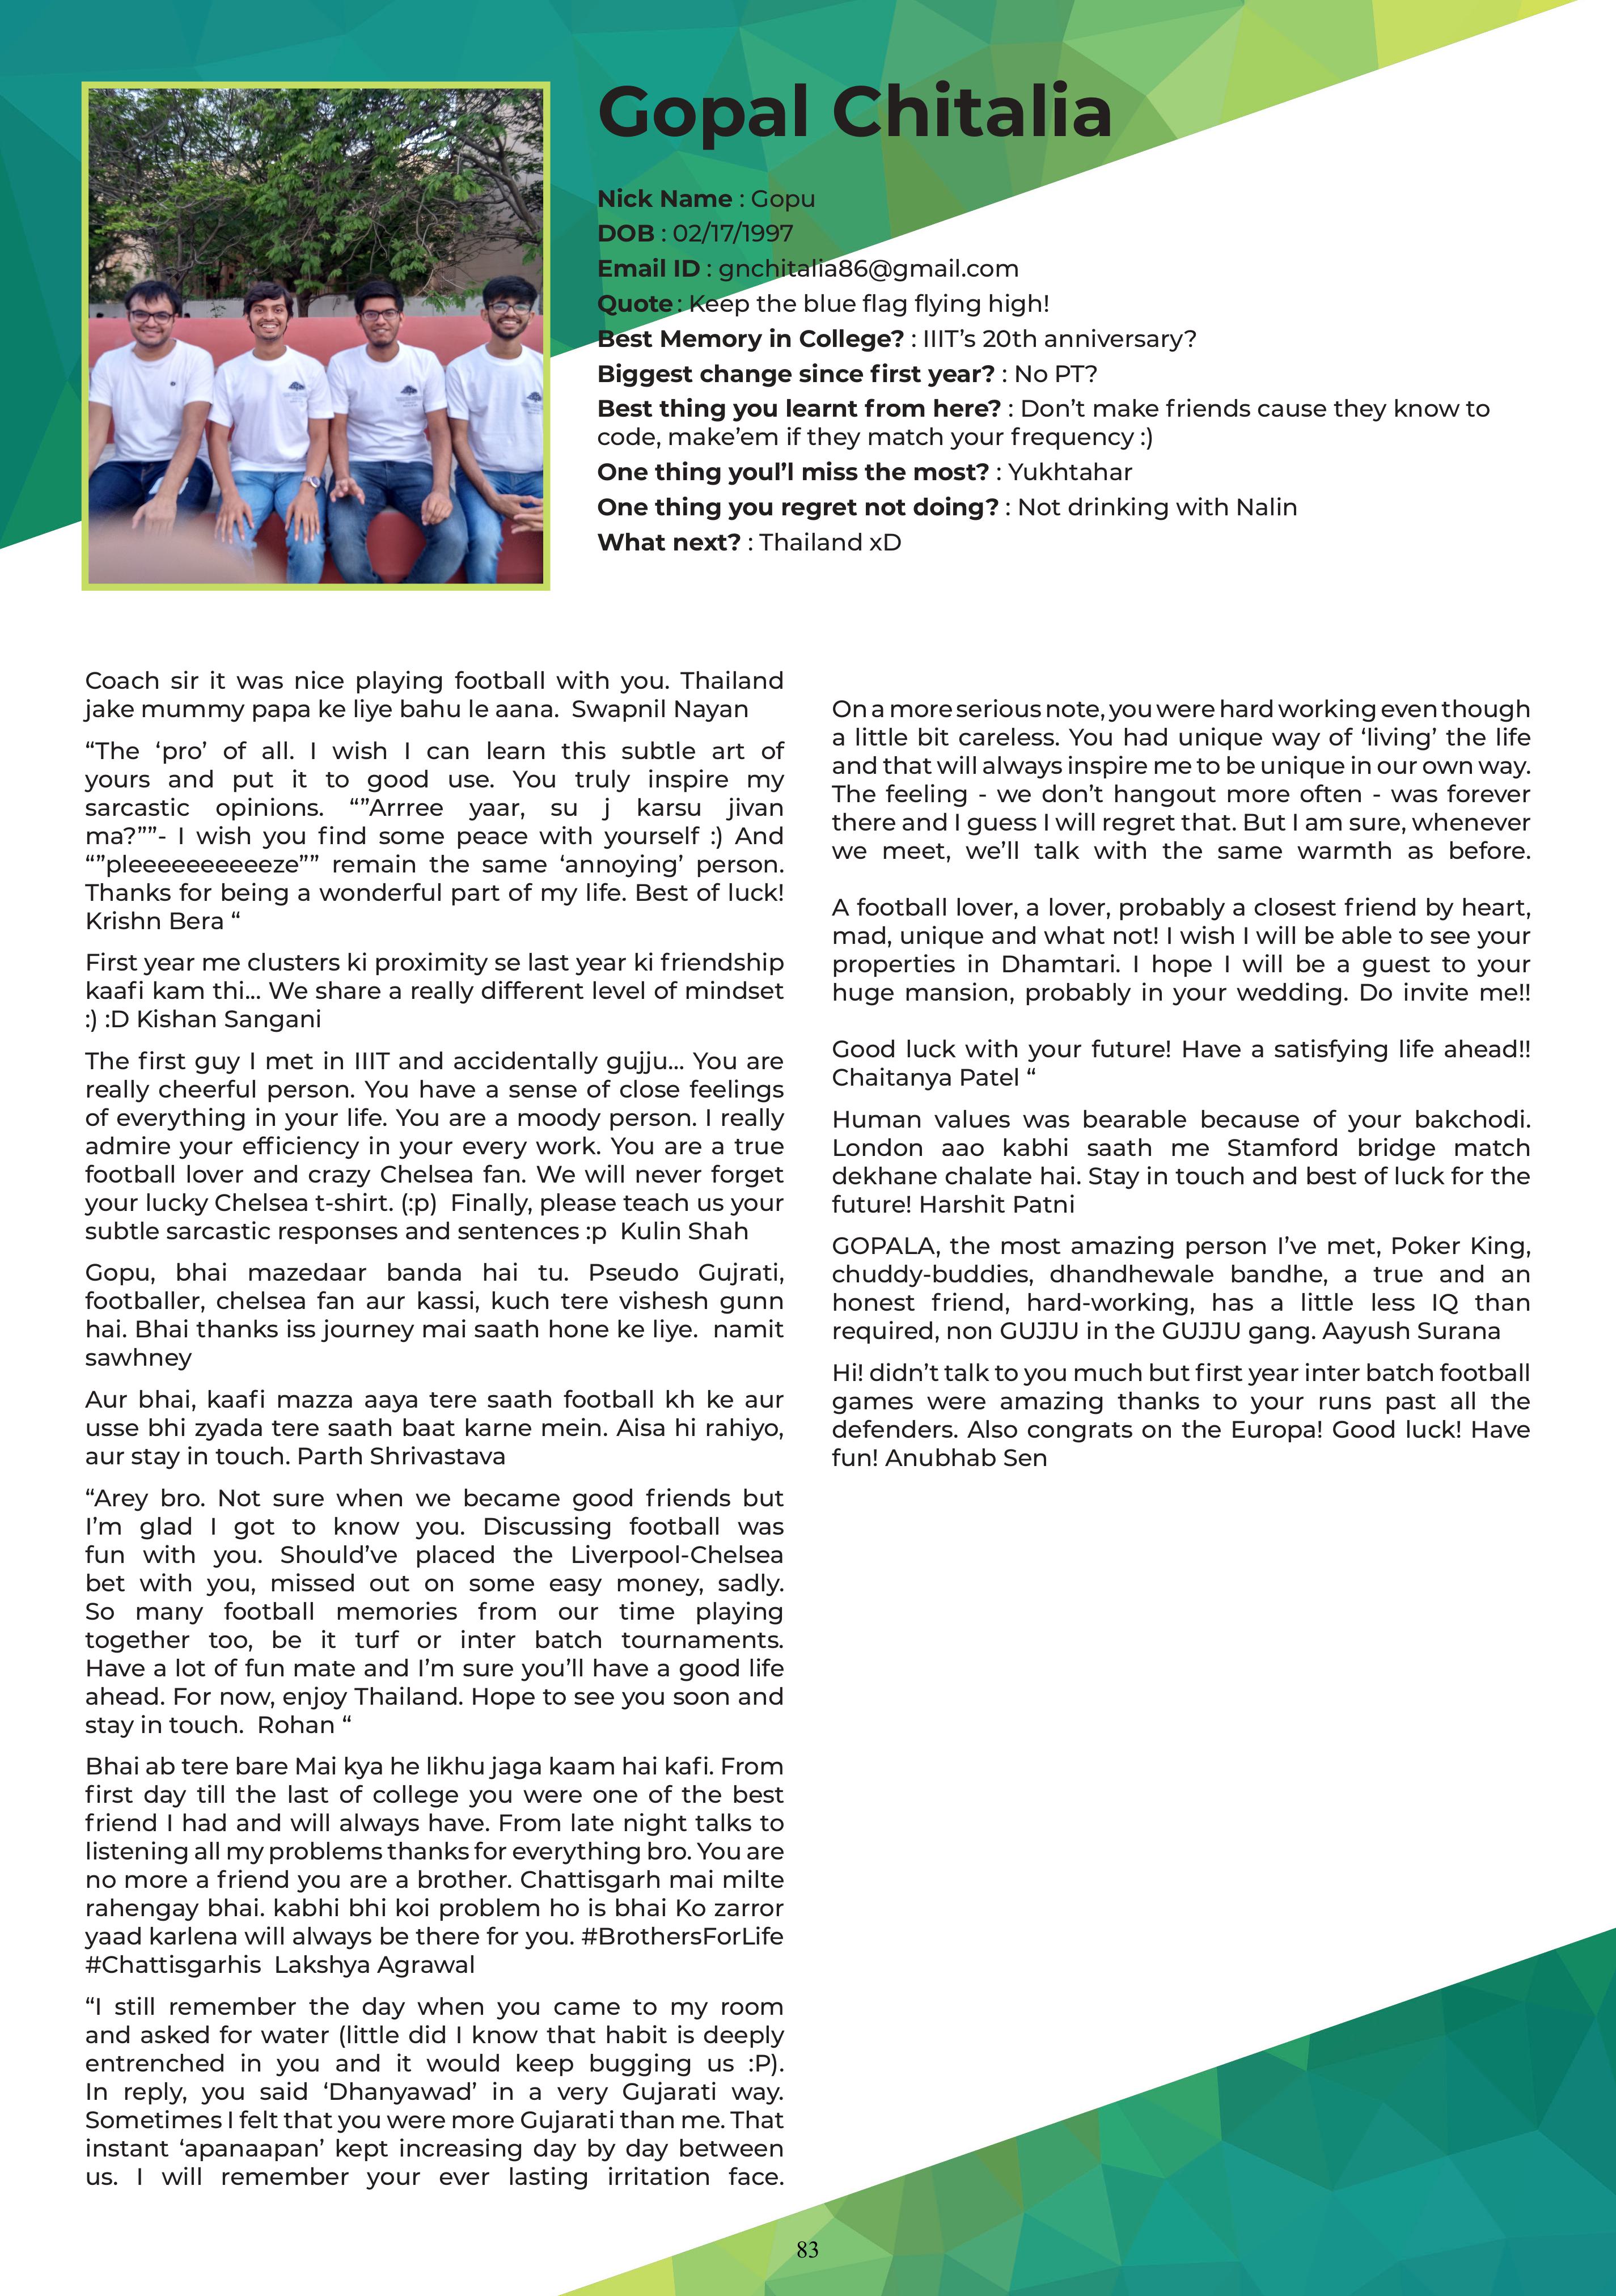 Gopal Chitalia
Nick Name : Gopu
DOB : 02/17/1997
Email ID : gnchitalia86@gmail.com
Quote : Keep the blue flag flying high!
Best Memory in College? : IIIT’s 20th anniversary?
Biggest change since first year? : No PT?
Best thing you learnt from here? : Don’t make friends cause they know to
code, make’em if they match your frequency :)
One thing youl’l miss the most? : Yukhtahar
One thing you regret not doing? : Not drinking with Nalin
What next? : Thailand xD
Coach sir it was nice playing football with you. Thailand
jake mummy papa ke liye bahu le aana.  Swapnil Nayan
“The ‘pro’ of all. I wish I can learn this subtle art of
yours and put it to good use. You truly inspire my
sarcastic opinions. “”Arrree yaar, su j karsu jivan
ma?””- I wish you find some peace with yourself :) And
“”pleeeeeeeeeeze”” remain the same ‘annoying’ person.
Thanks for being a wonderful part of my life. Best of luck!
Krishn Bera “
First year me clusters ki proximity se last year ki friendship
kaafi kam thi... We share a really different level of mindset
:) :D Kishan Sangani
The first guy I met in IIIT and accidentally gujju... You are
really cheerful person. You have a sense of close feelings
of everything in your life. You are a moody person. I really
admire your efficiency in your every work. You are a true
football lover and crazy Chelsea fan. We will never forget
your lucky Chelsea t-shirt. (:p)  Finally, please teach us your
subtle sarcastic responses and sentences :p  Kulin Shah
Gopu, bhai mazedaar banda hai tu. Pseudo Gujrati,
footballer, chelsea fan aur kassi, kuch tere vishesh gunn
hai. Bhai thanks iss journey mai saath hone ke liye.  namit
sawhney
Aur bhai, kaafi mazza aaya tere saath football kh ke aur
usse bhi zyada tere saath baat karne mein. Aisa hi rahiyo,
aur stay in touch. Parth Shrivastava
“Arey bro. Not sure when we became good friends but
I’m glad I got to know you. Discussing football was
fun with you. Should’ve placed the Liverpool-Chelsea
bet with you, missed out on some easy money, sadly.
So many football memories from our time playing
together too, be it turf or inter batch tournaments.
Have a lot of fun mate and I’m sure you’ll have a good life
ahead. For now, enjoy Thailand. Hope to see you soon and
stay in touch.  Rohan “
Bhai ab tere bare Mai kya he likhu jaga kaam hai kafi. From
first day till the last of college you were one of the best
friend I had and will always have. From late night talks to
listening all my problems thanks for everything bro. You are
no more a friend you are a brother. Chattisgarh mai milte
rahengay bhai. kabhi bhi koi problem ho is bhai Ko zarror
yaad karlena will always be there for you. #BrothersForLife
#Chattisgarhis  Lakshya Agrawal
“I still remember the day when you came to my room
and asked for water (little did I know that habit is deeply
entrenched in you and it would keep bugging us :P).
In reply, you said ‘Dhanyawad’ in a very Gujarati way.
Sometimes I felt that you were more Gujarati than me. That
instant ‘apanaapan’ kept increasing day by day between
us. I will remember your ever lasting irritation face.
On a more serious note, you were hard working even though
a little bit careless. You had unique way of ‘living’ the life
and that will always inspire me to be unique in our own way.
The feeling - we don’t hangout more often - was forever
there and I guess I will regret that. But I am sure, whenever
we meet, we’ll talk with the same warmth as before.
A football lover, a lover, probably a closest friend by heart,
mad, unique and what not! I wish I will be able to see your
properties in Dhamtari. I hope I will be a guest to your
huge mansion, probably in your wedding. Do invite me!!
Good luck with your future! Have a satisfying life ahead!!
Chaitanya Patel “
Human values was bearable because of your bakchodi.
London aao kabhi saath me Stamford bridge match
dekhane chalate hai. Stay in touch and best of luck for the
future! Harshit Patni
GOPALA, the most amazing person I’ve met, Poker King,
chuddy-buddies, dhandhewale bandhe, a true and an
honest friend, hard-working, has a little less IQ than
required, non GUJJU in the GUJJU gang. Aayush Surana
Hi! didn’t talk to you much but first year inter batch football
games were amazing thanks to your runs past all the
defenders. Also congrats on the Europa! Good luck! Have
fun! Anubhab Sen
83